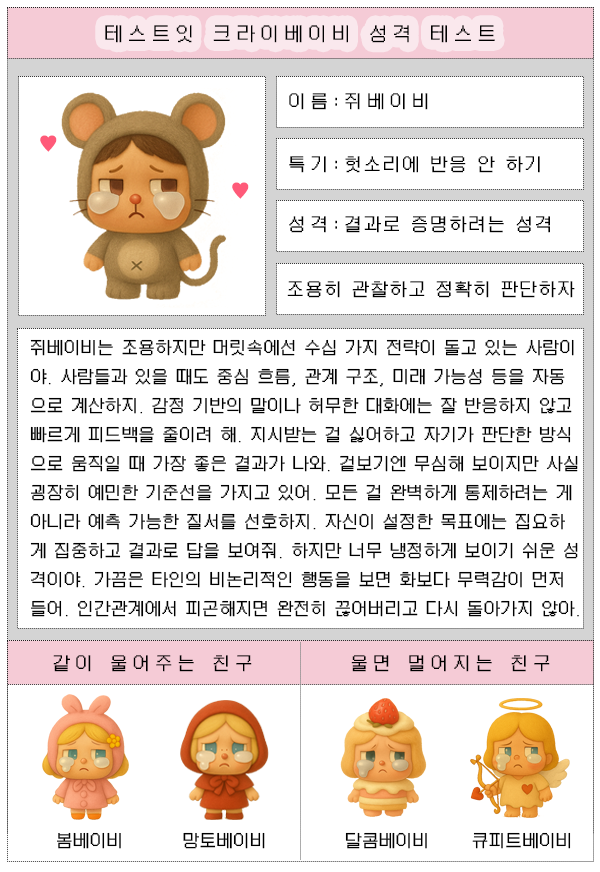 테스트잇 크라이베이비 성격 테스트
이름:쥐베이비
특기:헛소리에 반응 안 하기
성격:결과로 증명하려는 성격
조용히 관찰하고 정확히 판단하자
쥐베이비는 조용하지만 머릿속에선 수십 가지 전략이 돌고 있는 사람이
야. 사람들과 있을 때도 중심 흐름, 관계 구조, 미래 가능성 등을 자동
으로 계산하지. 감정 기반의 말이나 허무한 대화에는 잘 반응하지 않고
빠르게 피드백을 줄이려 해. 지시받는 걸 싫어하고 자기가 판단한 방식
으로 움직일 때 가장 좋은 결과가 나와. 겉보기엔 무심해 보이지만 사실
굉장히 예민한 기준선을 가지고 있어. 모든 걸 완벽하게 통제하려는 게
아니라 예측 가능한 질서를 선호하지. 자신이 설정한 목표에는 집요하
게 집중하고 결과로 답을 보여줘. 하지만 너무 냉정하게 보이기 쉬운 성
격이야. 가끔은 타인의 비논리적인 행동을 보면 화보다 무력감이 먼저
들어. 인간관계에서 피곤해지면 완전히 끊어버리고 다시 돌아가지 않아.
같이 울어주는 친구
울면 멀어지는 친구
봄베이비
망토베이비
달콤베이비
큐피트베이비